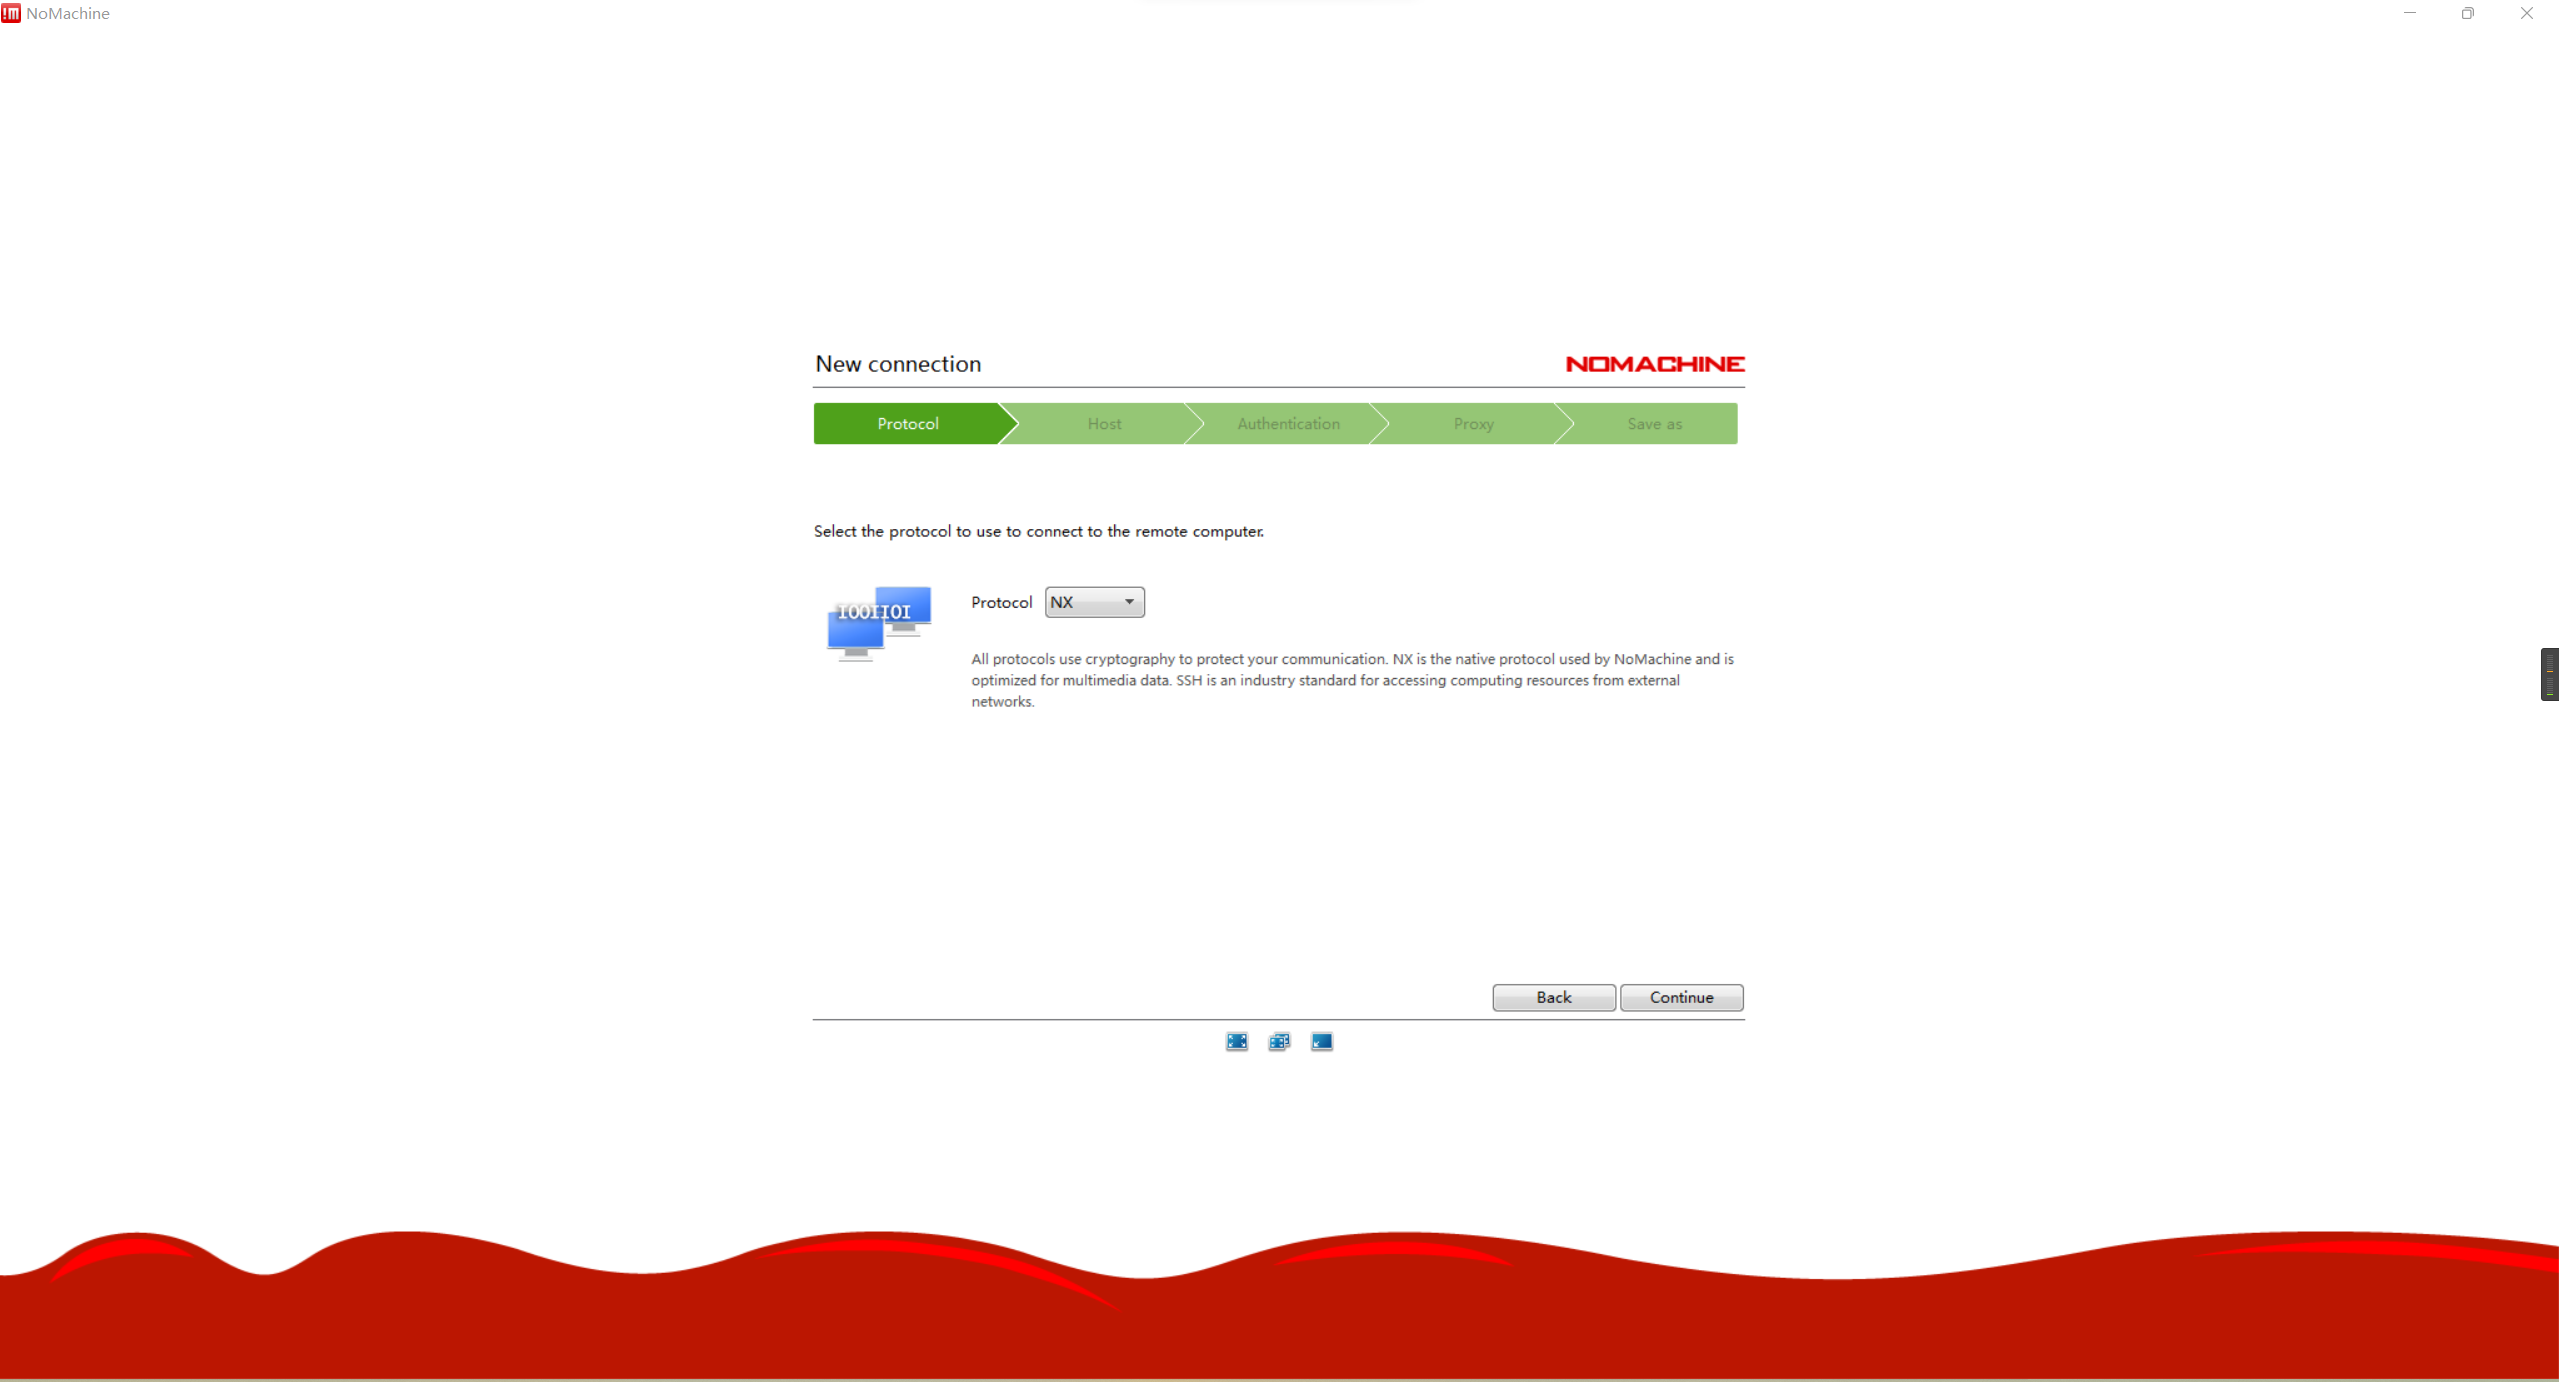 NoMachine
New connection
NOMACHINE
Protocol
Host
Authentication
Proxy
Save as
Select the protocol to use to connect to the remote computer.
IOOIIOI
Protocol
NX
All protocols use cryptography to protect your communication. NX is the native protocol used by NoMachine and is
optimized for multimedia data. SSH is an industry standard for accessing computing resources from external
networks.
Back
Continue